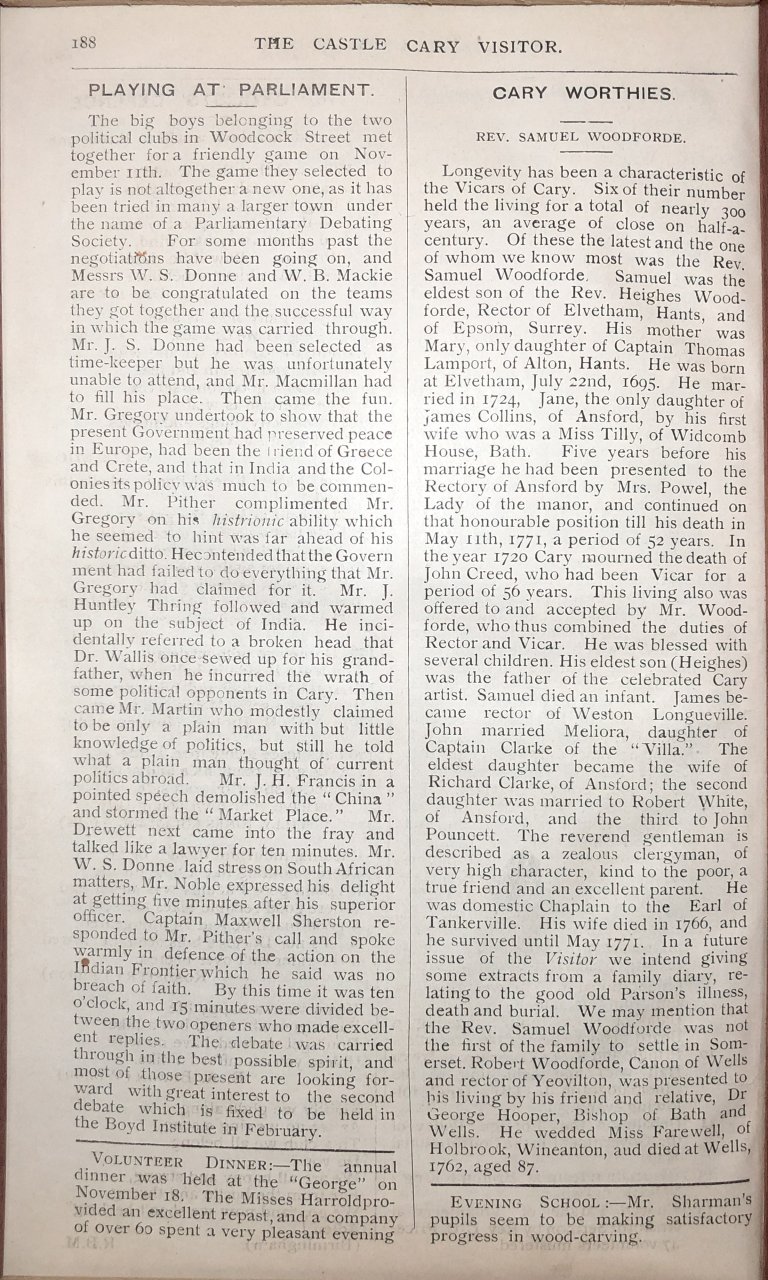 188
THE CASTLE CARY VISITOR.
PLAYING AT PARLIAMENT.
The big boys belonging to the two
political clubs in Woodcock Street met
together for a friendly game on Nov-
ember 11th. The game they selected to
play is not altogether a new one, as it has
been tried in many a larger town under
the name of a Parliamentary Debating
Society. For some months past the
negotiations have been going on, and
Messrs W. S. Donne and W. B. Mackie
are to be congratulated on the teams
they got together and the successful way
in which the game was carried through.
Mr. J. S. Donne had been selected as
time-keeper but he was unfortunately
unable to attend, and Mr. Macmillan had
to fill his place. Then came the fun.
Mr. Gregory undertook to show that the
present Government had preserved peace
in Europe, had been the friend of Greece
and Crete, and that in India and the Col-
onies its policy was much to be commen-
ded. Mr. Pither complimented Mr.
Gregory on his histrionic ability which
he seemed to hint was far ahead of his
historic ditto. He contended that the Govern
ment had failed to do everything that Mr.
Gregory had claimed for it. Mr. J.
Huntley Thring followed and warmed
up on the subject of India. He inci-
dentally referred to a broken head that
Dr. Wallis once sewed up for his grand-
father, when he incurred the wrath of
some political opponents in Cary. Then
came Mr. Martin who modestly claimed
to be only a plain man with but little
knowledge of politics, but still he told
what a plain man thought of current
politics abroad. Mr. J. H. Francis in a
pointed speech demolished the "China"
and stormed the "Market Place." Mr.
Drewett next came into the fray and
talked like a lawyer for ten minutes. Mr.
W. S. Donne laid stress on South African
matters, Mr. Noble expressed his delight
at getting five minutes after his superior
officer. Captain Maxwell Sherston re-
sponded to Mr. Pither's call and spoke
warmly in defence of the action on the
Indian Frontier which he said was no
breach of faith. By this time it was ten
o'clock, and 15 minutes were divided be-
tween the two openers who made excell-
ent replies. The debate was carried
through in the best possible spirit, and
most of those present are looking for-
ward with great interest to the second
debate which is fixed to be held in
the Boyd Institute in February.
VOLUNTEER DINNER:—The annual
dinner was held at the "George" on
November 18. The Misses Harroldpro-
vided an excellent repast, and a company
of over 60 spent a very pleasant evening
CARY WORTHIES.
REV. SAMUEL WOODFORDE.
Longevity has been a characteristic of
the Vicars of Cary. Six of their number
held the living for a total of nearly 300
years, an average of close on half-a-
century. Of these the latest and the one
of whom we know most was the Rev.
Samuel Woodforde. Samuel was the
eldest son of the Rev. Heighes Wood-
forde, Rector of Elvetham, Hants, and
of Epsom, Surrey. His mother was
Mary, only daughter of Captain Thomas
Lamport, of Alton, Hants. He was born
at Elvetham, July 22nd, 1695. He mar-
ried in 1724, Jane, the only daughter of
James Collins, of Ansford, by his first
wife who was a Miss Tilly, of Widcomb
House, Bath. Five years before his
marriage he had been presented to the
Rectory of Ansford by Mrs. Powel, the
Lady of the manor, and continued on
that honourable position till his death in
May 11th, 1771, a period of 52 years. In
the year 1720 Cary mourned the death of
John Creed, who had been Vicar for a
period of 56 years. This living also was
offered to and accepted by Mr. Wood-
forde, who thus combined the duties of
Rector and Vicar. He was blessed with
several children. His eldest son (Heighes)
was the father of the celebrated Cary
artist. Samuel died an infant. James be-
came rector of Weston Longueville.
John married Meliora, daughter of
Captain Clarke of the "Villa." The
eldest daughter became the wife of
Richard Clarke, of Ansford; the second
daughter was married to Robert White,
of Ansford, and the third to John
Pouncett. The reverend gentleman is
described as a zealous clergyman, of
very high character, kind to the poor, a
true friend and an excellent parent. He
was domestic Chaplain to the Earl of
Tankerville. His wife died in 1766, and
he survived until May 1771. In a future
issue of the Visitor we intend giving
some extracts from a family diary, re-
lating to the good old Parson's illness,
death and burial. We may mention that
the Rev. Samuel Woodforde was not
the first of the family to settle in Som-
erset. Robert Woodforde, Canon of Wells
and rector of Yeovilton, was presented to
his living by his friend and relative, Dr
George Hooper, Bishop of Bath and
Wells. He wedded Miss Farewell, of
Holbrook, Wineanton, aud died at Wells,
1762, aged 87.
EVENING SCHOOL:—Mr. Sharman's
pupils seem to be making satisfactory
progress in wood-carving.